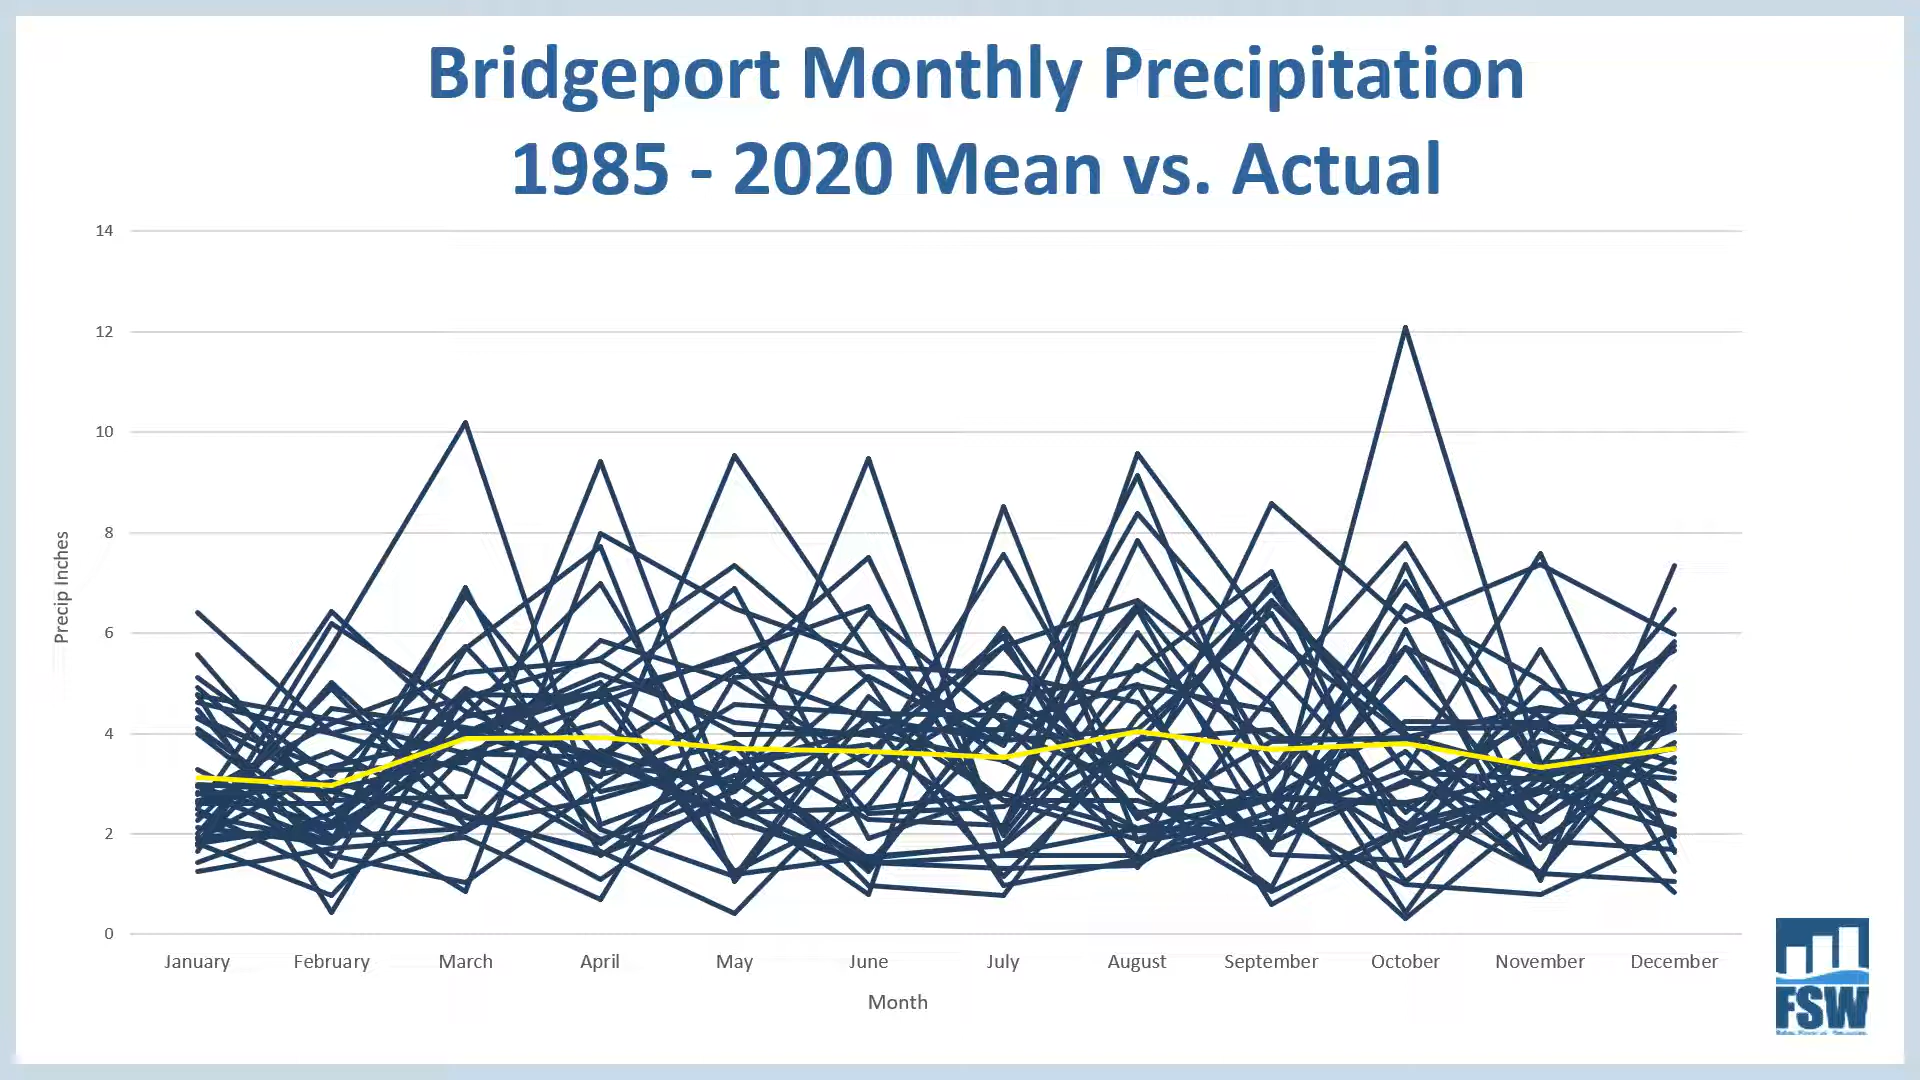 Bridgeport Monthly Precipitation
1985 - 2020 Mean vs. Actual
14
12
10
8
6
4
2
0
Precip Inches
January February March April May June July August September October November December
Month
FSW